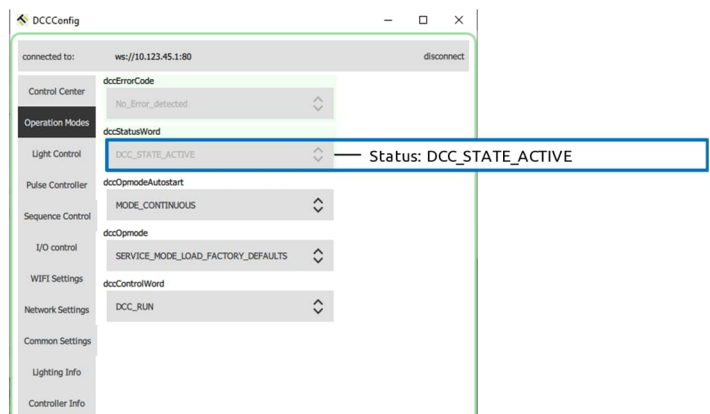 DCCConfig
connected to: ws://10.123.45.1:80 disconnect
Control Center
Operation Modes
Light Control
Pulse Controller
Sequence Control
I/O control
WIFI Settings
Network Settings
Common Settings
Lighting Info
Controller Info
dccErrorCode
No_Error_detected
dccStatusWord
DCC_STATE_ACTIVE
Status: DCC_STATE_ACTIVE
dccOpmodeAutostart
MODE_CONTINUOUS
dccOpmode
SERVICE_MODE_LOAD_FACTORY_DEFAULTS
dccControlWord
DCC_RUN